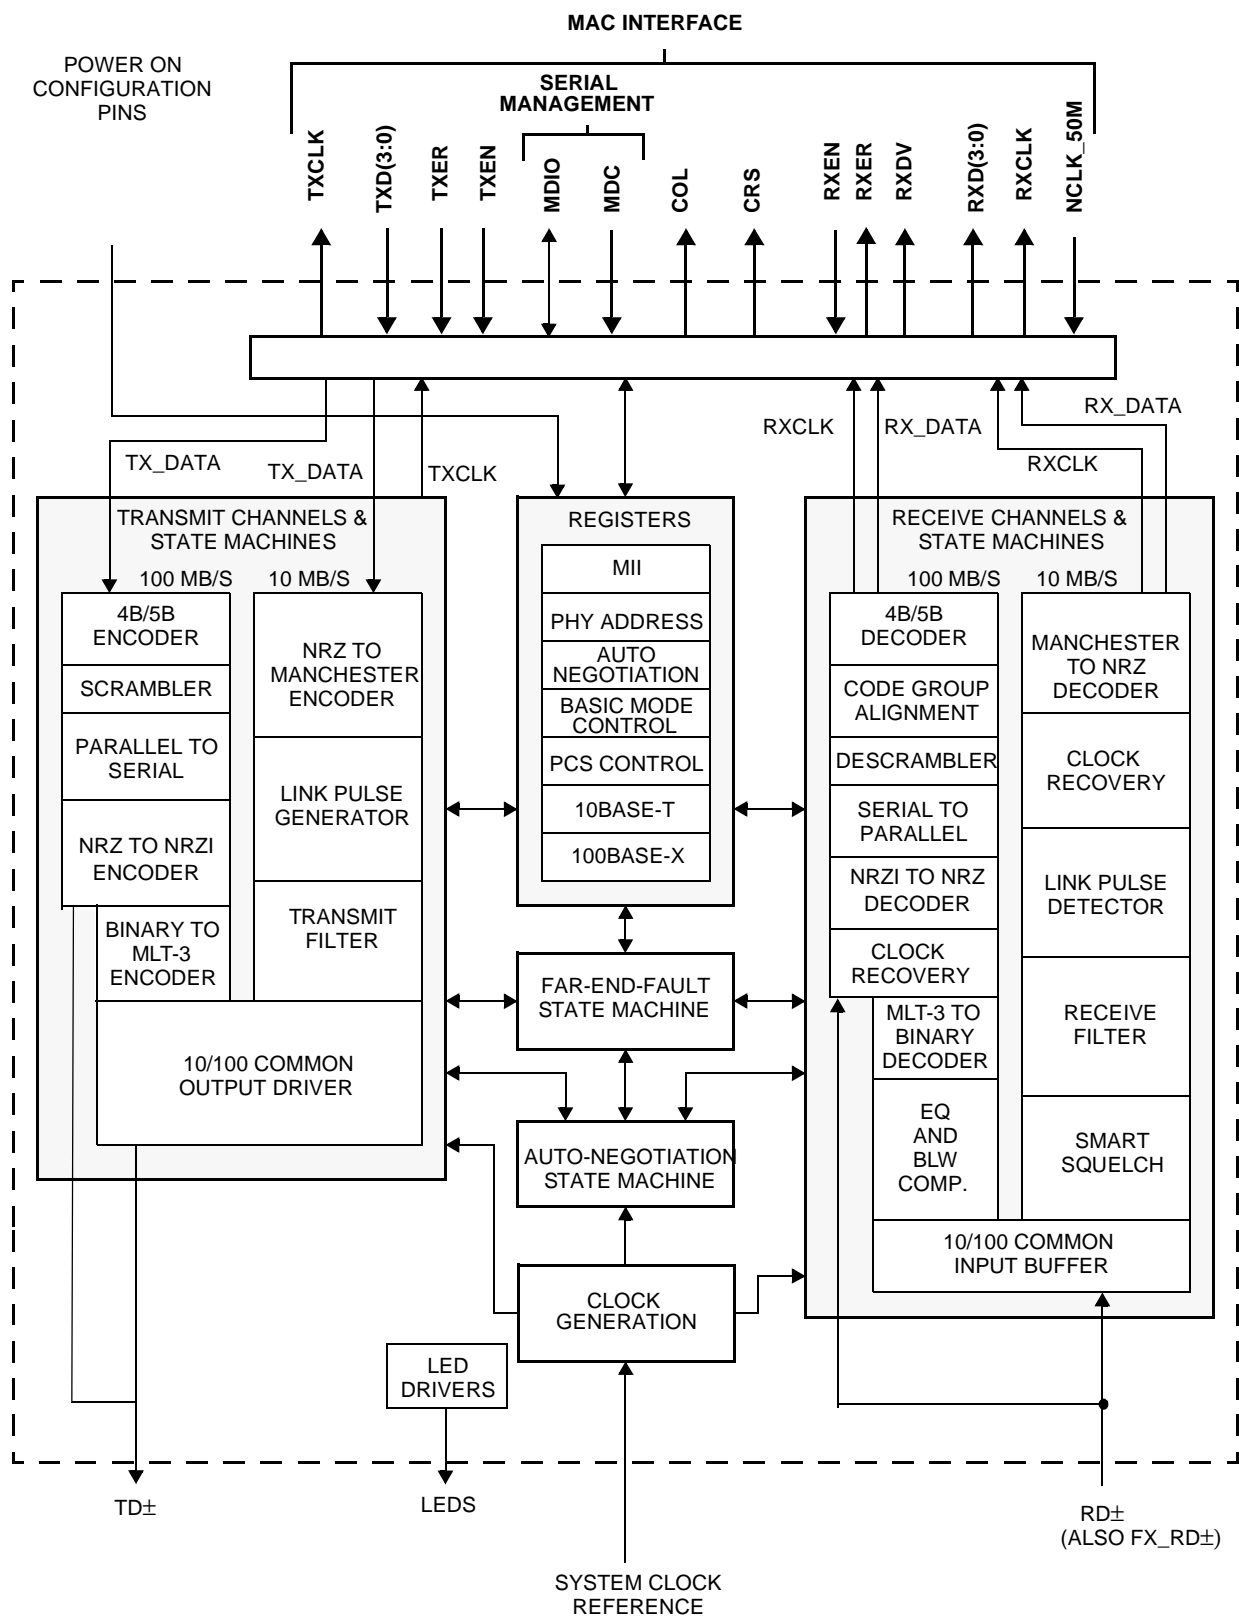 MAC INTERFACE
POWER ON
CONFIGURATION
PINS
SERIAL
MANAGEMENT
TXCLK
TXD(3:0)
TXER
TXEN
MDIO
MDC
COL
CRS
RXEN
RXER
RXDV
RXD(3:0)
RXCLK
NCLK_50M
TX_DATA
TX_DATA
TXCLK
RXCLK
RX_DATA
RXCLK
RX_DATA
TRANSMIT CHANNELS &
STATE MACHINES
100 MB/S
10 MB/S
4B/5B
ENCODER
SCRAMBLER
PARALLEL TO
SERIAL
NRZ TO NRZI
ENCODER
BINARY TO
MLT-3
ENCODER
NRZ TO
MANCHESTER
ENCODER
LINK PULSE
GENERATOR
TRANSMIT
FILTER
10/100 COMMON
OUTPUT DRIVER
REGISTERS
MII
PHY ADDRESS
AUTO
NEGOTIATION
BASIC MODE
CONTROL
PCS CONTROL
10BASE-T
100BASE-X
FAR-END-FAULT
STATE MACHINE
AUTO-NEGOTIATION
STATE MACHINE
CLOCK
GENERATION
LED
DRIVERS
RECEIVE CHANNELS &
STATE MACHINES
100 MB/S
10 MB/S
4B/5B
DECODER
CODE GROUP
ALIGNMENT
DESCRAMBLER
SERIAL TO
PARALLEL
NRZI TO NRZ
DECODER
CLOCK
RECOVERY
MLT-3 TO
BINARY
DECODER
EQ
AND
BLW
COMP.
MANCHESTER
TO NRZ
DECODER
CLOCK
RECOVERY
LINK PULSE
DETECTOR
RECEIVE
FILTER
SMART
SQUELCH
10/100 COMMON
INPUT BUFFER
TD±
LEDS
RD±
(ALSO FX_RD±)
SYSTEM CLOCK
REFERENCE